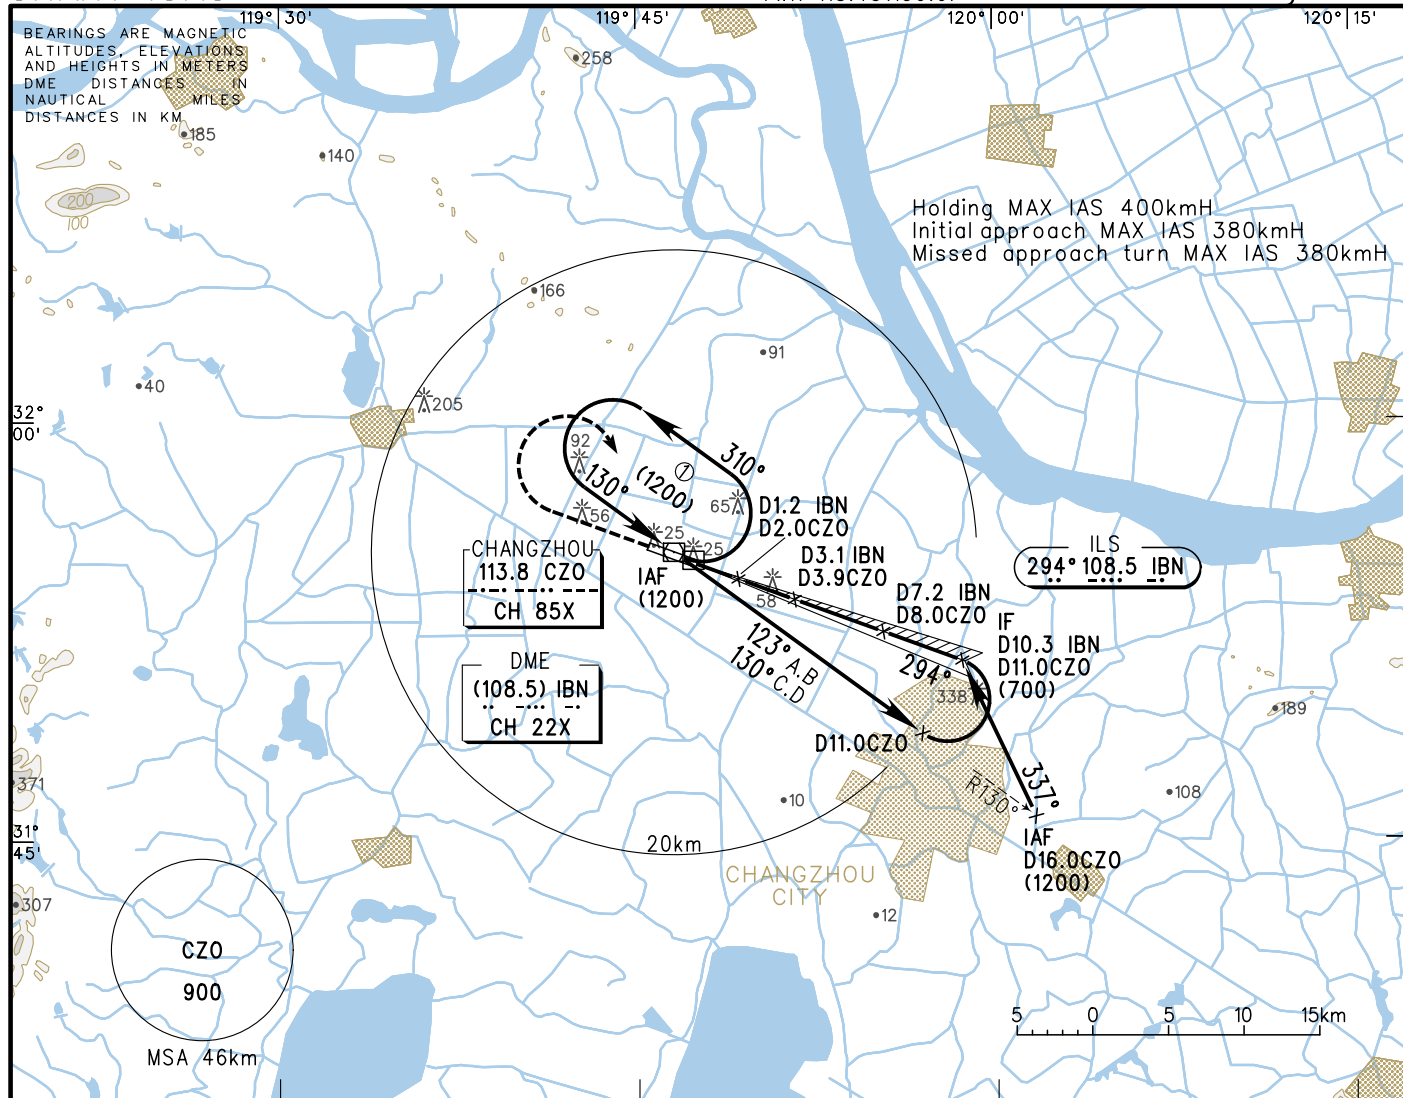 119° 30'
119° 45'
120° 00'
120° 15'
BEARINGS ARE MAGNETIC
ALTITUDES, ELEVATIONS
AND HEIGHTS IN METERS
DME DISTANCES IN
NAUTICAL MILES
DISTANCES IN KM
258
185
140
200
100
Holding MAX IAS 400kmH
Initial approach MAX IAS 380kmH
Missed approach turn MAX IAS 380kmH
166
91
40
205
32°
00'
92
310°
1
(1200)
130°
65
56
D1.2 IBN
D2.0CZO
25
25
CHANGZHOU
113.8 CZO
CH 85X
IAF
(1200)
D3.1 IBN
D3.9CZO
58
ILS
294° 108.5 IBN
D7.2 IBN
D8.0CZO
IF
D10.3 IBN
D11.0CZO
(700)
123° A.B
130° C.D
294°
338
DME
(108.5) IBN
CH 22X
189
D11.0CZO
337°
R130°
371
10
108
31°
45'
20km
IAF
D16.0CZO
(1200)
CHANGZHOU
CITY
307
12
CZO
900
MSA 46km
5 0 5 10 15km